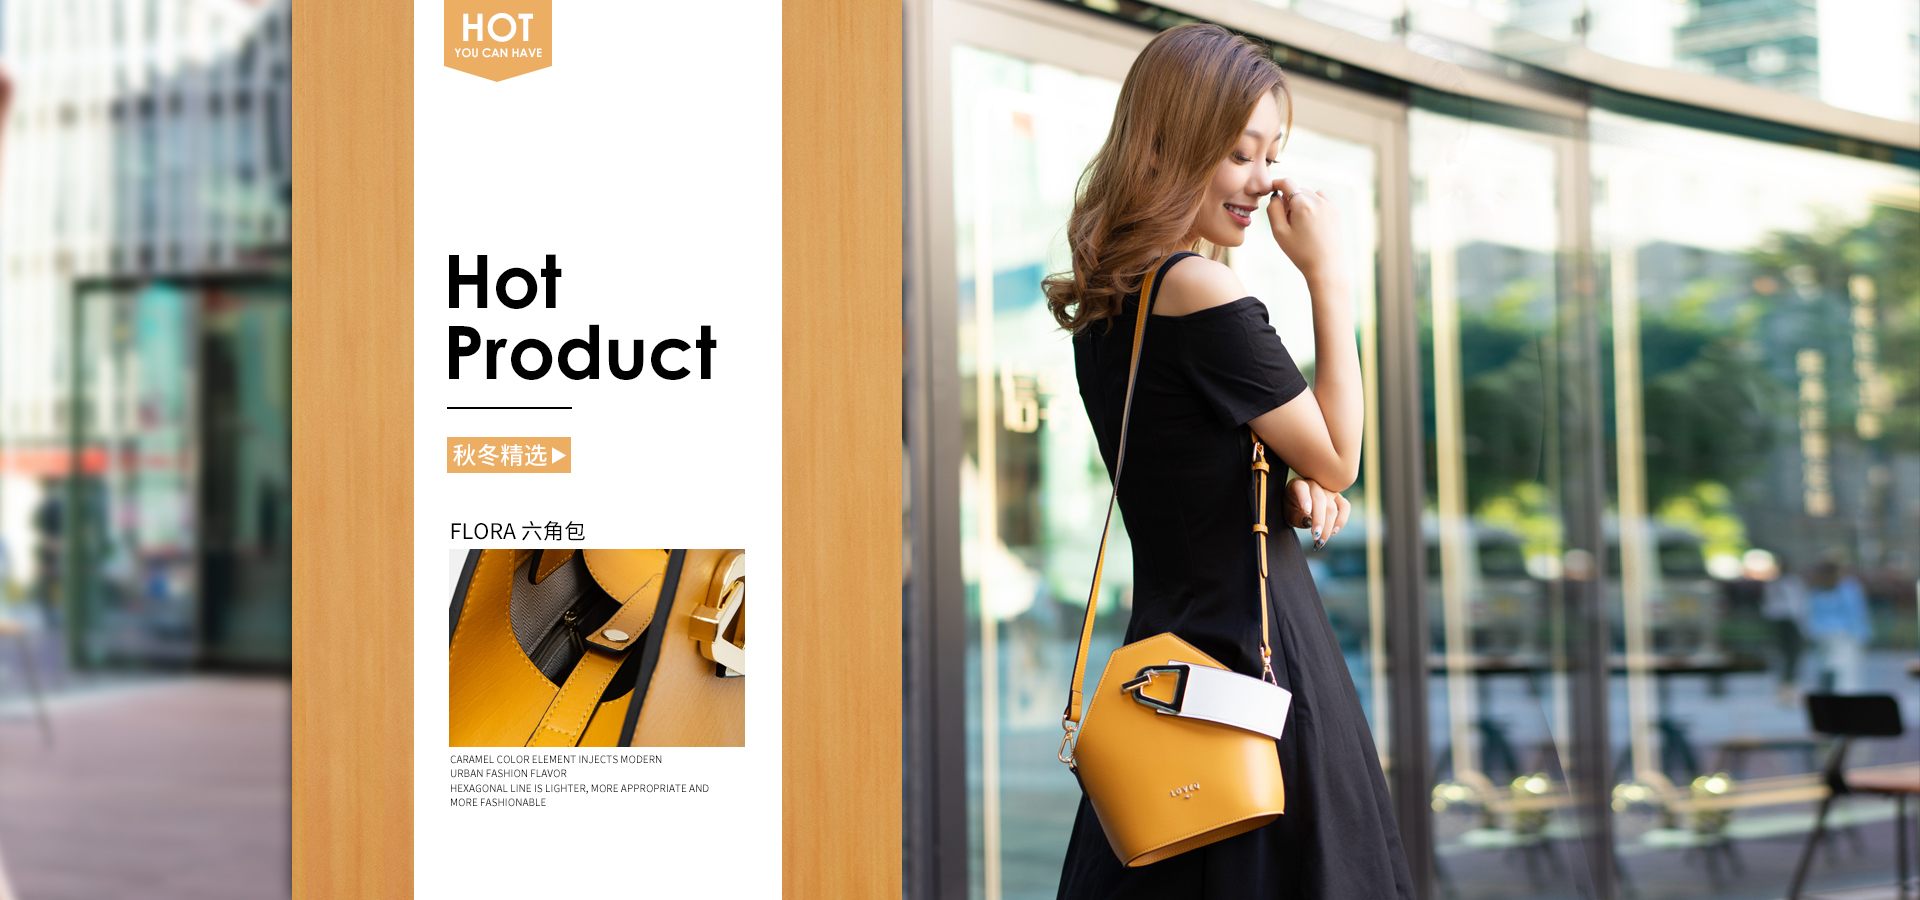 HOT
YOU CAN HAVE
Hot
Product
秋冬精选
FLORA 六角包
CARAMEL COLOR ELEMENT INJECTS MODERN
URBAN FASHION FLAVOR
HEXAGONAL LINE IS LIGHTER, MORE APPROPRIATE AND
MORE FASHIONABLE